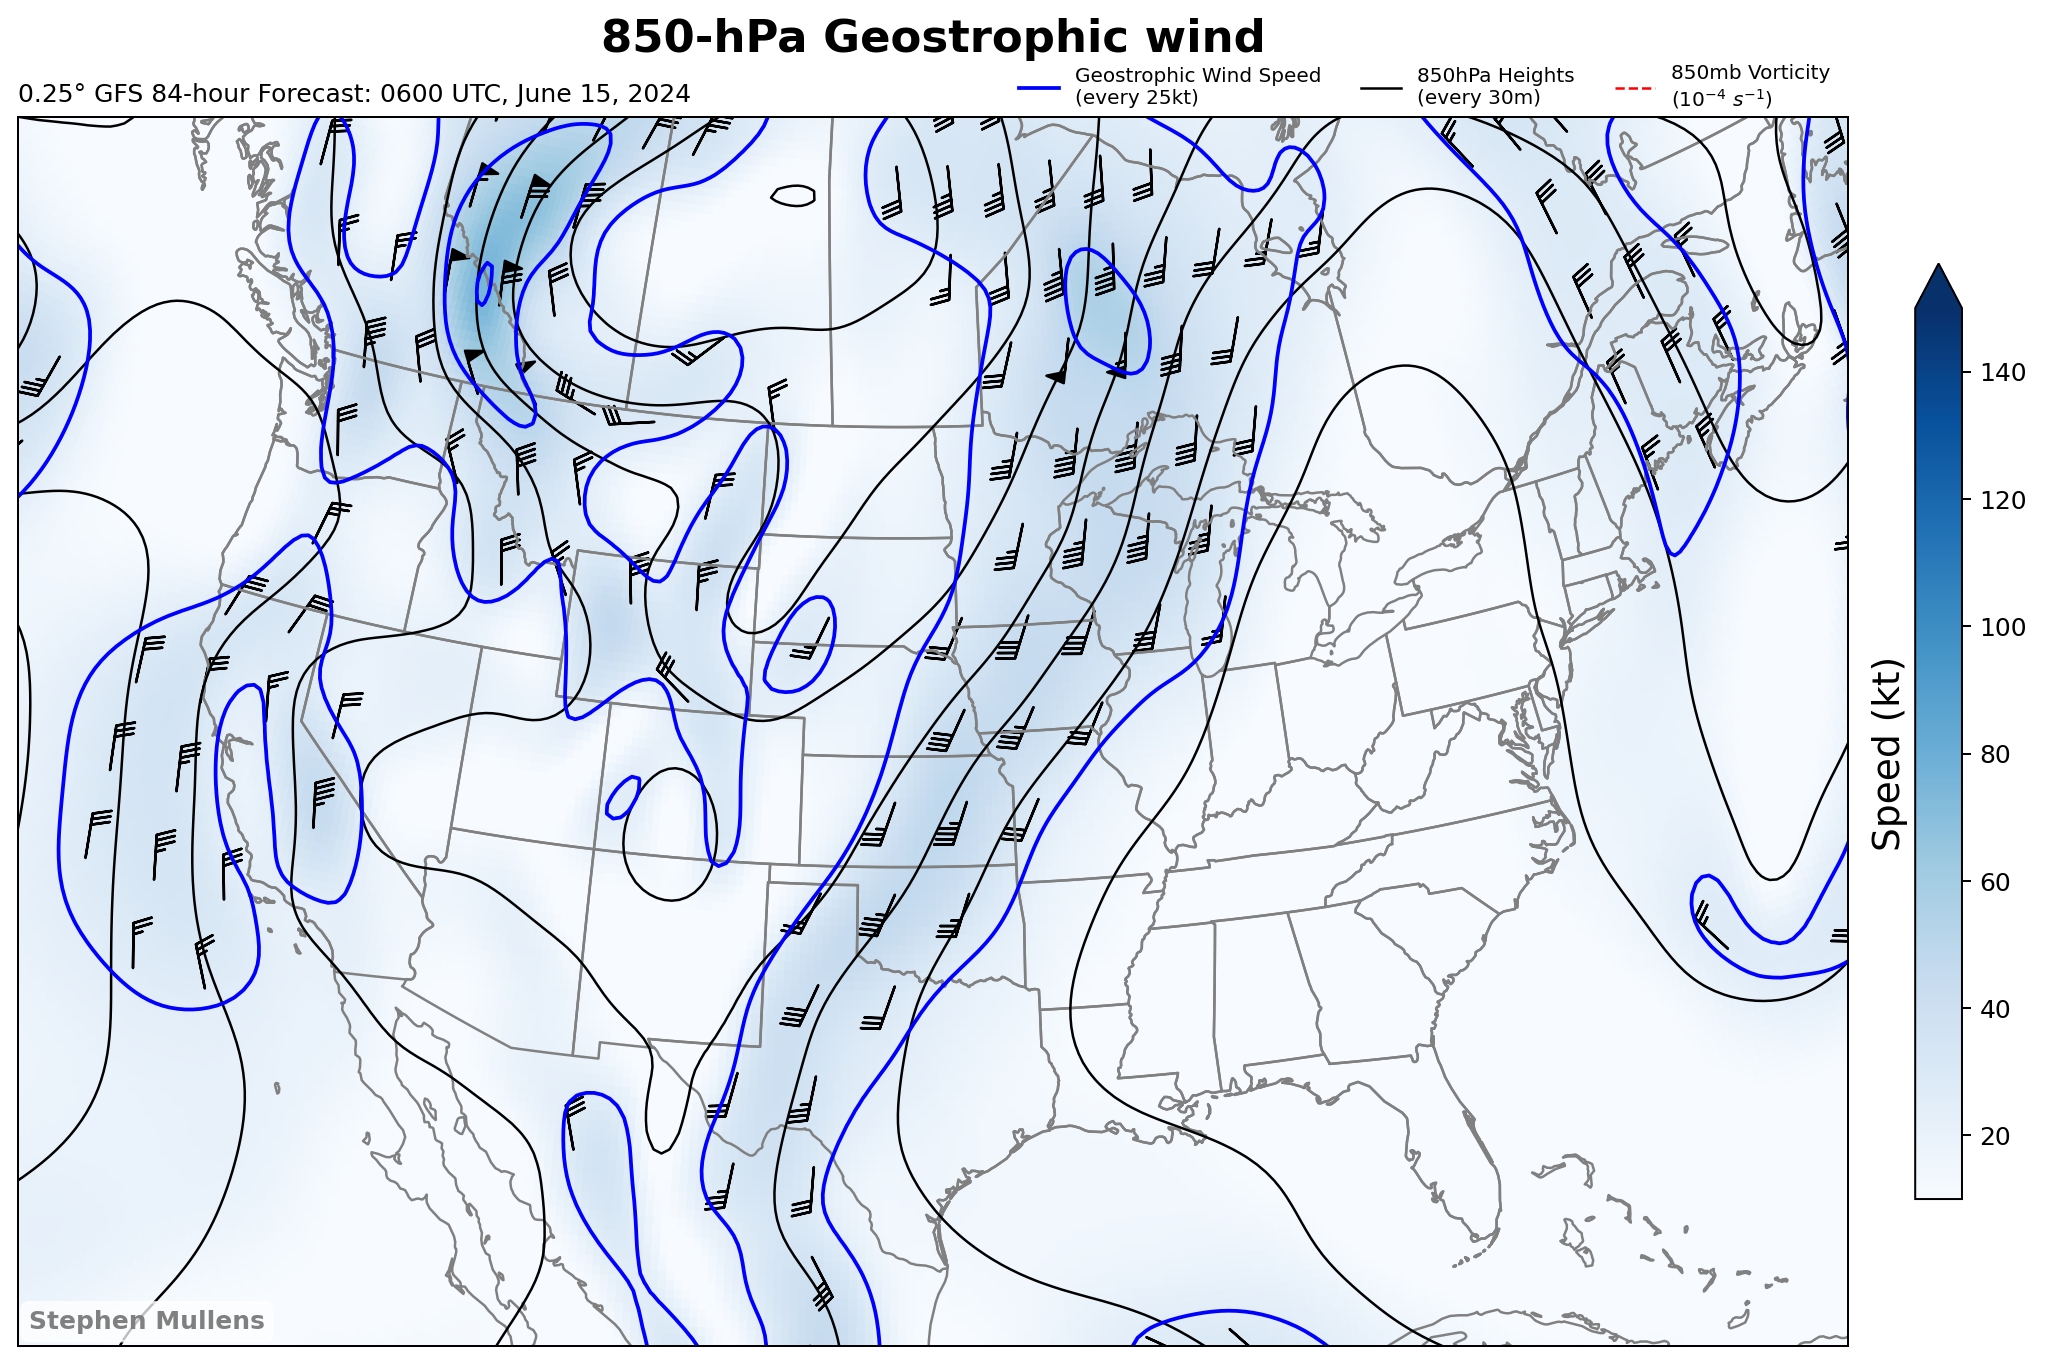 850-hPa Geostrophic wind
0.25° GFS 84-hour Forecast: 0600 UTC, June 15, 2024
Geostrophic Wind Speed
(every 25kt)
850hPa Heights
(every 30m)
850mb Vorticity
(10⁻⁴ s⁻¹)
140
120
100
80
60
40
20
Speed (kt)
Stephen Mullens